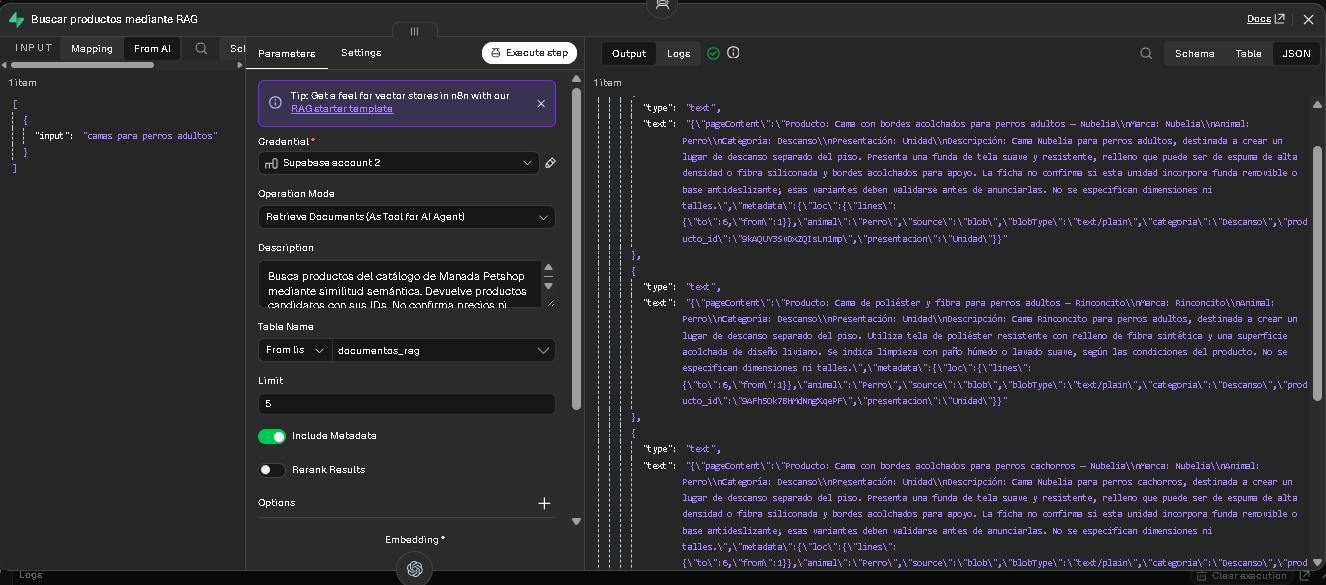 Buscar productos mediante RAG
Docs
INPUT
Mapping
From AI
Sc
1 item
[
{
"input": "camas para perros adultos"
}
]
Parameters
Settings
Execute step
Tip: Get a feel for vector stores in n8n with our
RAG starter template
Credential *
Supabase account 2
Operation Mode
Retrieve Documents (As Tool for AI Agent)
Description
Busca productos del catálogo de Manada Petshop
mediante similitud semántica. Devuelve productos
candidatos con sus IDs. No confirma precios ni
Table Name
From lis
documentos_rag
Limit
5
Include Metadata
Rerank Results
Options
Embedding *
Output
Logs
Schema
Table
JSON
1 item
"type": "text",
"text": "{\"pageContent\":\"Producto: Cama con bordes acolchados para perros adultos — Nubelia\\nMarca: Nubelia\\nAnimal:
Perro\\nCategoría: Descanso\\nPresentación: Unidad\\nDescripción: Cama Nubelia para perros adultos, destinada a crear un
lugar de descanso separado del piso. Presenta una funda de tela suave y resistente, relleno que puede ser de espuma de alta
densidad o fibra siliconada y bordes acolchados para apoyo. La ficha no confirma si esta unidad incorpora funda removible o
base antideslizante; esas variantes deben validarse antes de anunciarlas. No se especifican dimensiones ni
talles.\",\"metadata\":{\"loc\":{\"lines\":
{\"to\":6,\"from\":1}},\"animal\":\"Perro\",\"source\":\"blob\",\"blobType\":\"text/plain\",\"categoria\":\"Descanso\",\"prod
ucto_id\":\"9kAQUY3SvDxZQIsLn1mp\",\"presentacion\":\"Unidad\"}}"
},
{
"type": "text",
"text": "{\"pageContent\":\"Producto: Cama de poliéster y fibra para perros adultos — Rinconcito\\nMarca: Rinconcito\\nAnimal:
Perro\\nCategoría: Descanso\\nPresentación: Unidad\\nDescripción: Cama Rinconcito para perros adultos, destinada a crear un
lugar de descanso separado del piso. Utiliza tela de poliéster resistente con relleno de fibra sintética y una superficie
acolchada de diseño liviano. Se indica limpieza con paño húmedo o lavado suave, según las condiciones del producto. No se
especifican dimensiones ni talles.\",\"metadata\":{\"loc\":{\"lines\":
{\"to\":6,\"from\":1}},\"animal\":\"Perro\",\"source\":\"blob\",\"blobType\":\"text/plain\",\"categoria\":\"Descanso\",\"prod
ucto_id\":\"9AFh5Ok7BHMdNngXqePF\",\"presentacion\":\"Unidad\"}}"
},
{
"type": "text",
"text": "{\"pageContent\":\"Producto: Cama con bordes acolchados para perros cachorros — Nubelia\\nMarca: Nubelia\\nAnimal:
Perro\\nCategoría: Descanso\\nPresentación: Unidad\\nDescripción: Cama Nubelia para perros cachorros, destinada a crear un
lugar de descanso separado del piso. Presenta una funda de tela suave y resistente, relleno que puede ser de espuma de alta
densidad o fibra siliconada y bordes acolchados para apoyo. La ficha no confirma si esta unidad incorpora funda removible o
base antideslizante; esas variantes deben validarse antes de anunciarlas. No se especifican dimensiones ni
talles.\",\"metadata\":{\"loc\":{\"lines\":
{\"to\":6,\"from\":1}},\"animal\":\"Perro\",\"source\":\"blob\",\"blobType\":\"text/plain\",\"categoria\":\"Descanso\",\"prod
Logs
Clear execution